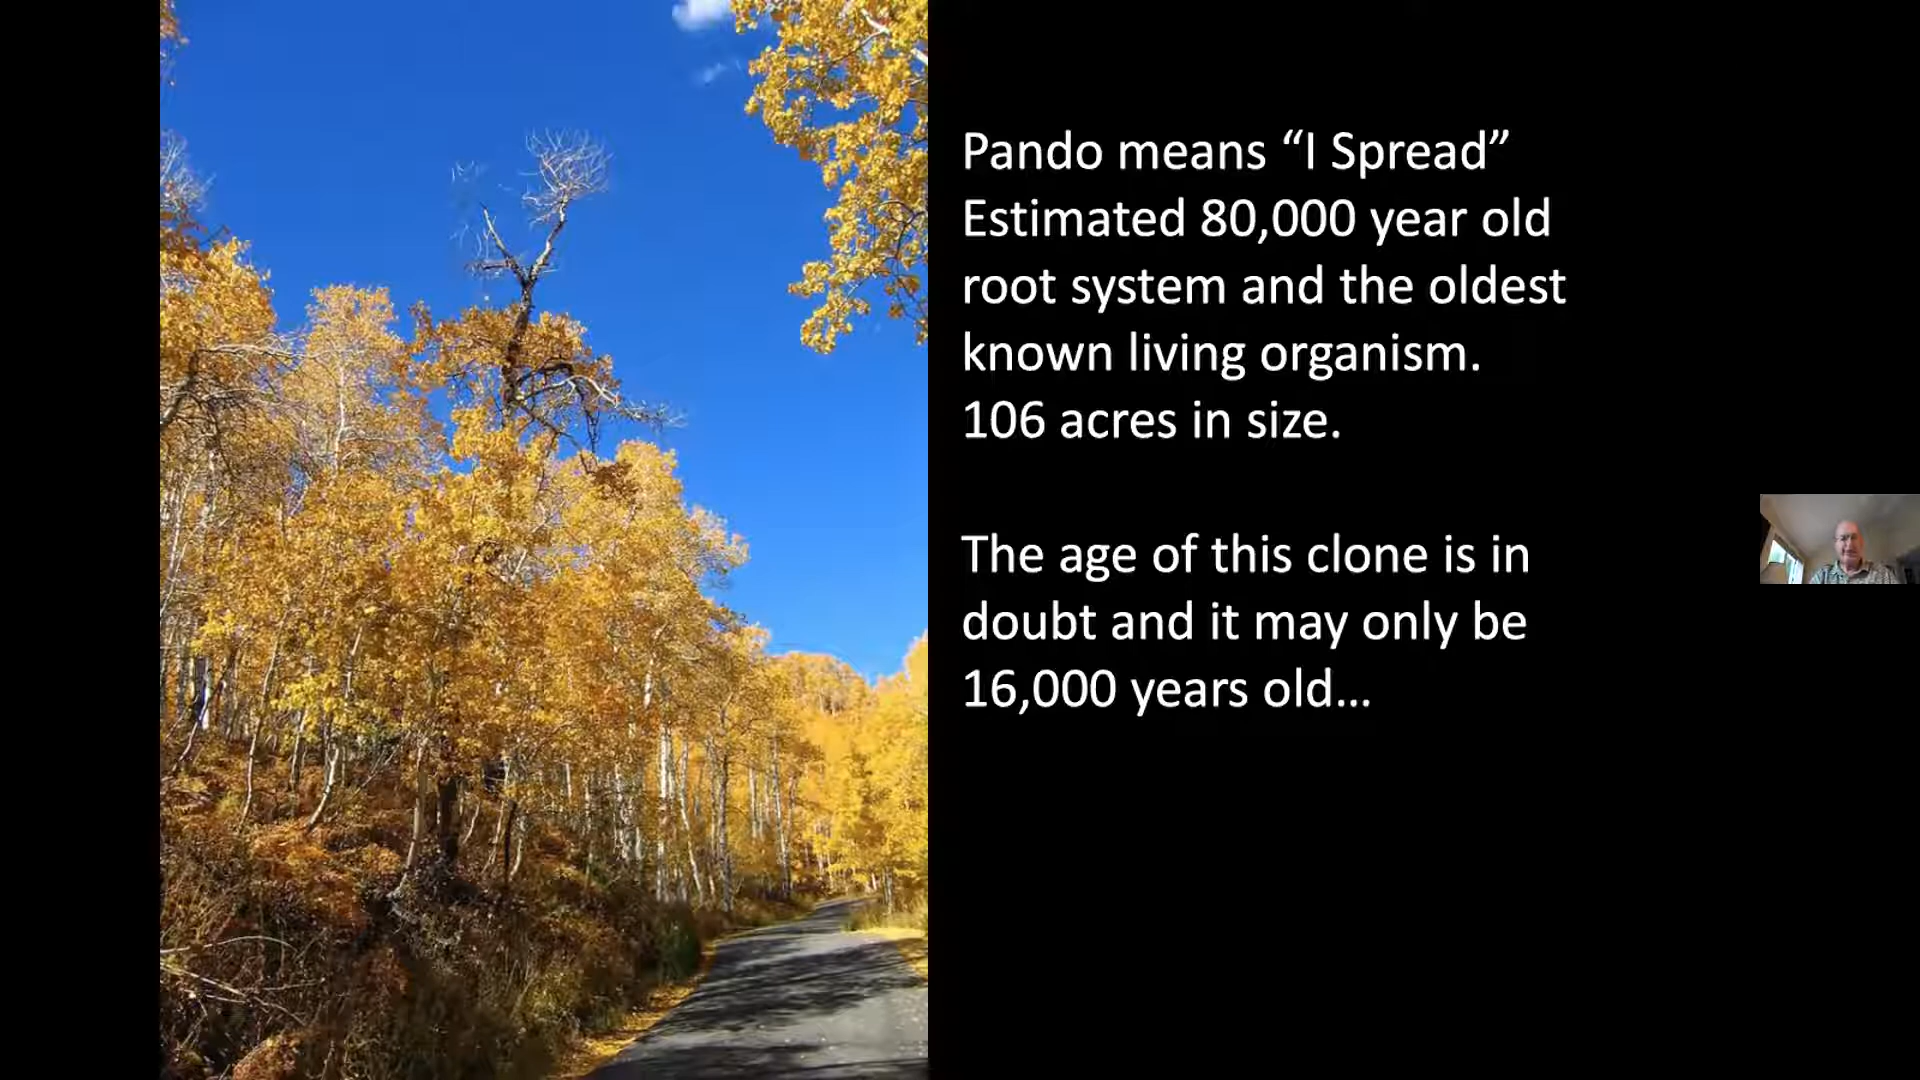 Pando means “I Spread”
Estimated 80,000 year old
root system and the oldest
known living organism.
106 acres in size.
The age of this clone is in
doubt and it may only be
16,000 years old...